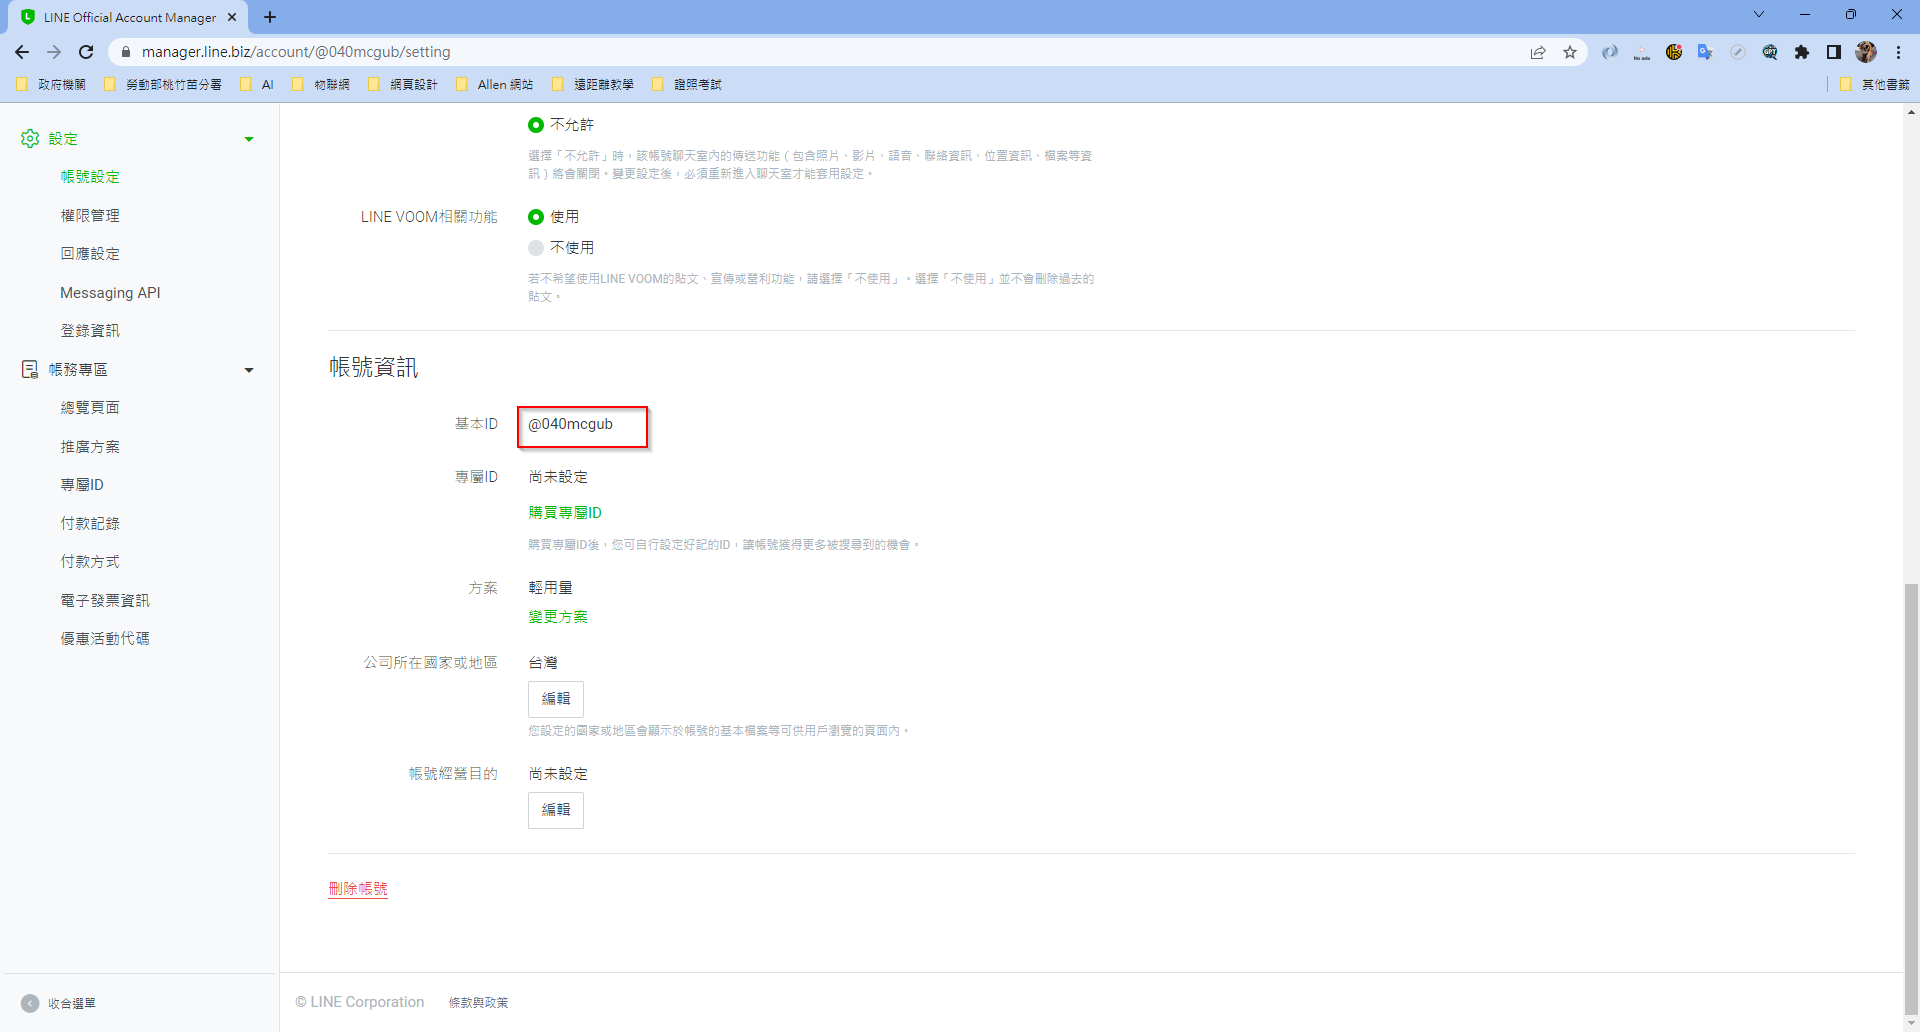 LINE Official Account Manager
manager.line.biz/account/@040mcgub/setting
政府機關
勞動部桃竹苗分署
AI
物聯網
網頁設計
Allen 網站
遠距離教學
證照考試
其他書籤
設定
帳號設定
權限管理
回應設定
Messaging API
登錄資訊
帳務專區
總覽頁面
推廣方案
專屬ID
付款記錄
付款方式
電子發票資訊
優惠活動代碼
收合選單
不允許
選擇「不允許」時，該帳號聊天室內的傳送功能（包含照片、影片、語音、聯絡資訊、位置資訊、檔案等資
訊）將會關閉。變更設定後，必須重新進入聊天室才能套用設定。
LINE VOOM相關功能
使用
不使用
若不希望使用LINE VOOM的貼文、宣傳或營利功能，請選擇「不使用」。選擇「不使用」並不會刪除過去的
貼文。
帳號資訊
基本ID
@040mcgub
專屬ID
尚未設定
購買專屬ID
購買專屬ID後，您可自行設定好記的ID，讓帳號獲得更多被搜尋到的機會。
方案
輕用量
變更方案
公司所在國家或地區
台灣
編輯
您設定的國家或地區會顯示於帳號的基本檔案等可供用戶瀏覽的頁面內。
帳號經營目的
尚未設定
編輯
刪除帳號
© LINE Corporation
條款與政策